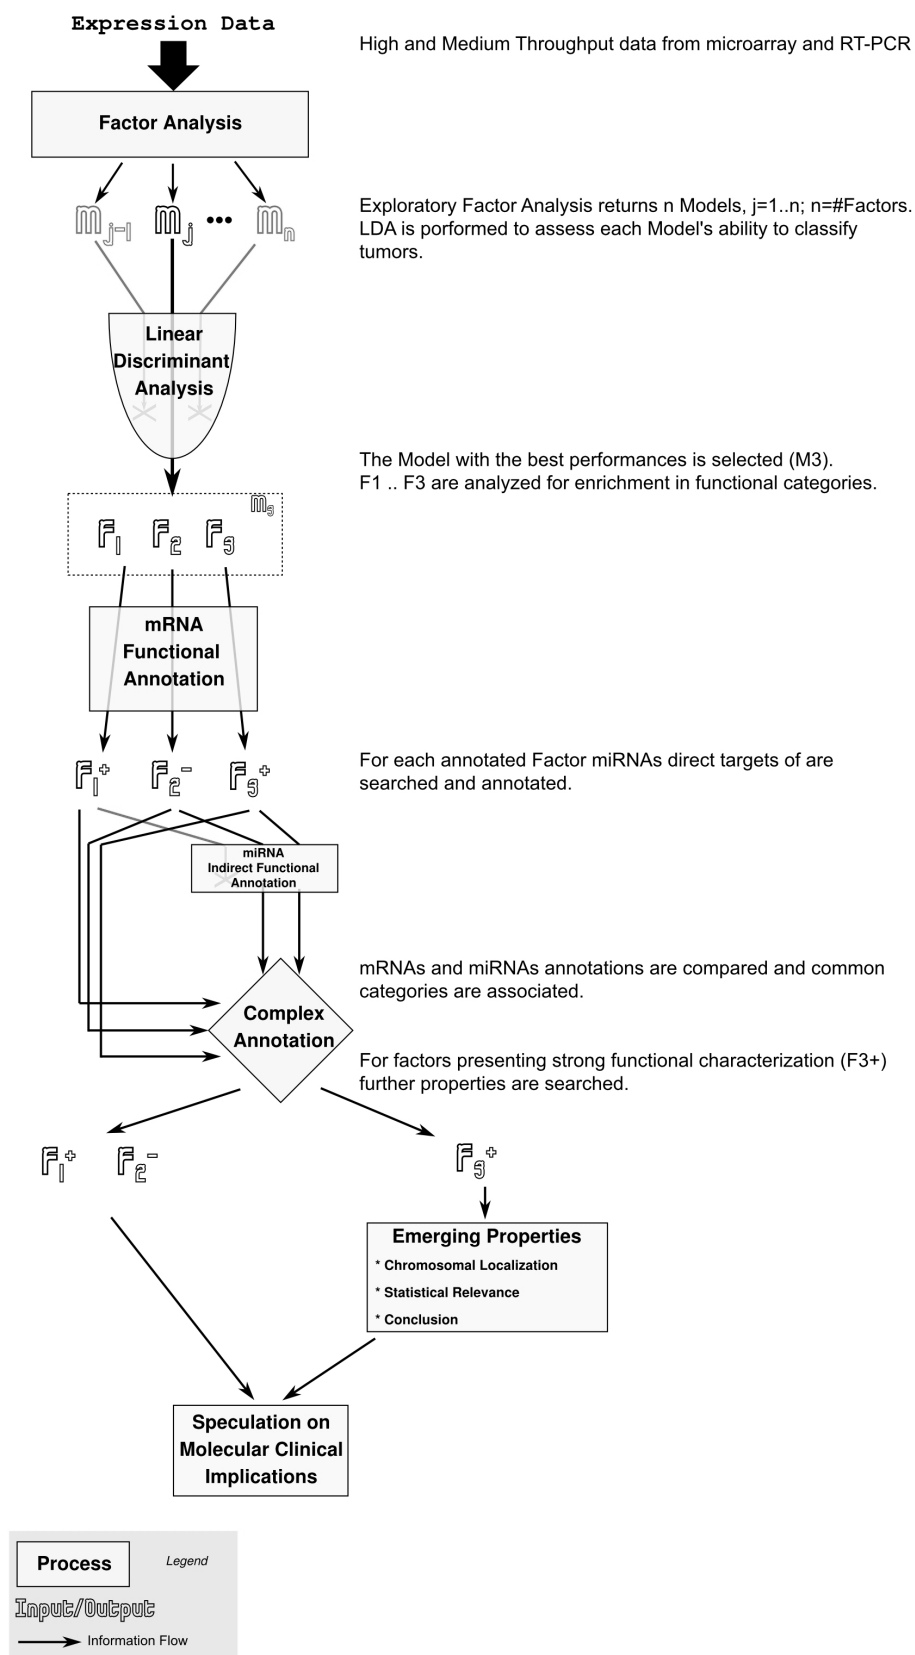 Expression Data
High and Medium Throughput data from microarray and RT-PCR
Factor Analysis
m j-1 m j ••• m n
Exploratory Factor Analysis returns n Models, j=1..n; n=#Factors.
LDA is porformed to assess each Model's ability to classify
tumors.
Linear
Discriminant
Analysis
The Model with the best performances is selected (M3).
F1 .. F3 are analyzed for enrichment in functional categories.
m3
F1 F2 F3
mRNA
Functional
Annotation
F1+ F2- F3+
For each annotated Factor miRNAs direct targets of are
searched and annotated.
miRNA
Indirect Functional
Annotation
mRNAs and miRNAs annotations are compared and common
categories are associated.
Complex
Annotation
For factors presenting strong functional characterization (F3+)
further properties are searched.
F1+ F2- F3+
Emerging Properties
* Chromosomal Localization
* Statistical Relevance
* Conclusion
Speculation on
Molecular Clinical
Implications
Process Legend
Input/Output
Information Flow